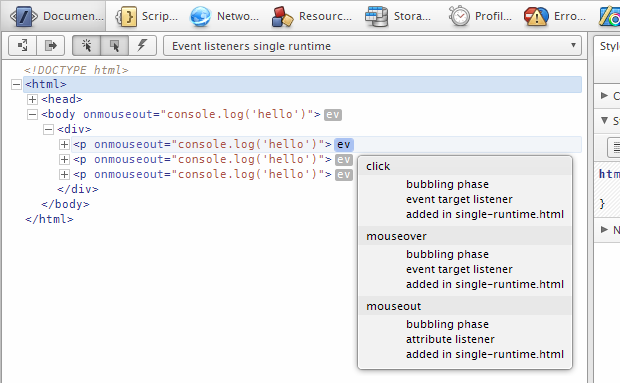 Documen... Scrip... Netwo... Resourc... Stora... Profil... Erro...
Event listeners single runtime
Style
<!DOCTYPE html>
<html>
<head>
<body onmouseout="console.log('hello')"> ev
<div>
<p onmouseout="console.log('hello')"> ev
<p onmouseout="console.log('hello')"> ev
<p onmouseout="console.log('hello')"> ev
</div>
</body>
</html>
click
bubbling phase
event target listener
added in single-runtime.html
mouseover
bubbling phase
event target listener
added in single-runtime.html
mouseout
bubbling phase
attribute listener
added in single-runtime.html
C
S
htm
}
N